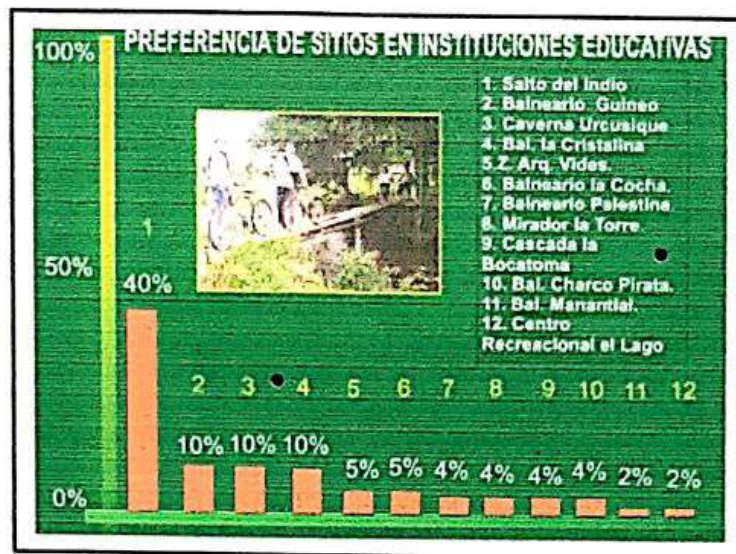 PREFERENCIA DE SITIOS EN INSTITUCIONES EDUCATIVAS
100%
50%
0%
1. Salto del Indio
2. Balneario Guineo
3. Caverna Urcusique
4. Bal. la Cristalina
5.Z. Arq. Vides.
6. Balneario la Cocha.
7. Balneario Palestina
8. Mirador la Torre.
9. Cascada la
Bocatoma
10. Bal. Charco Pirata.
11. Bal. Manantial.
12. Centro
Recreacional el Lago
1
40%
2 3 4 5 6 7 8 9 10 11 12
10% 10% 10% 5% 5% 4% 4% 4% 4% 2% 2%